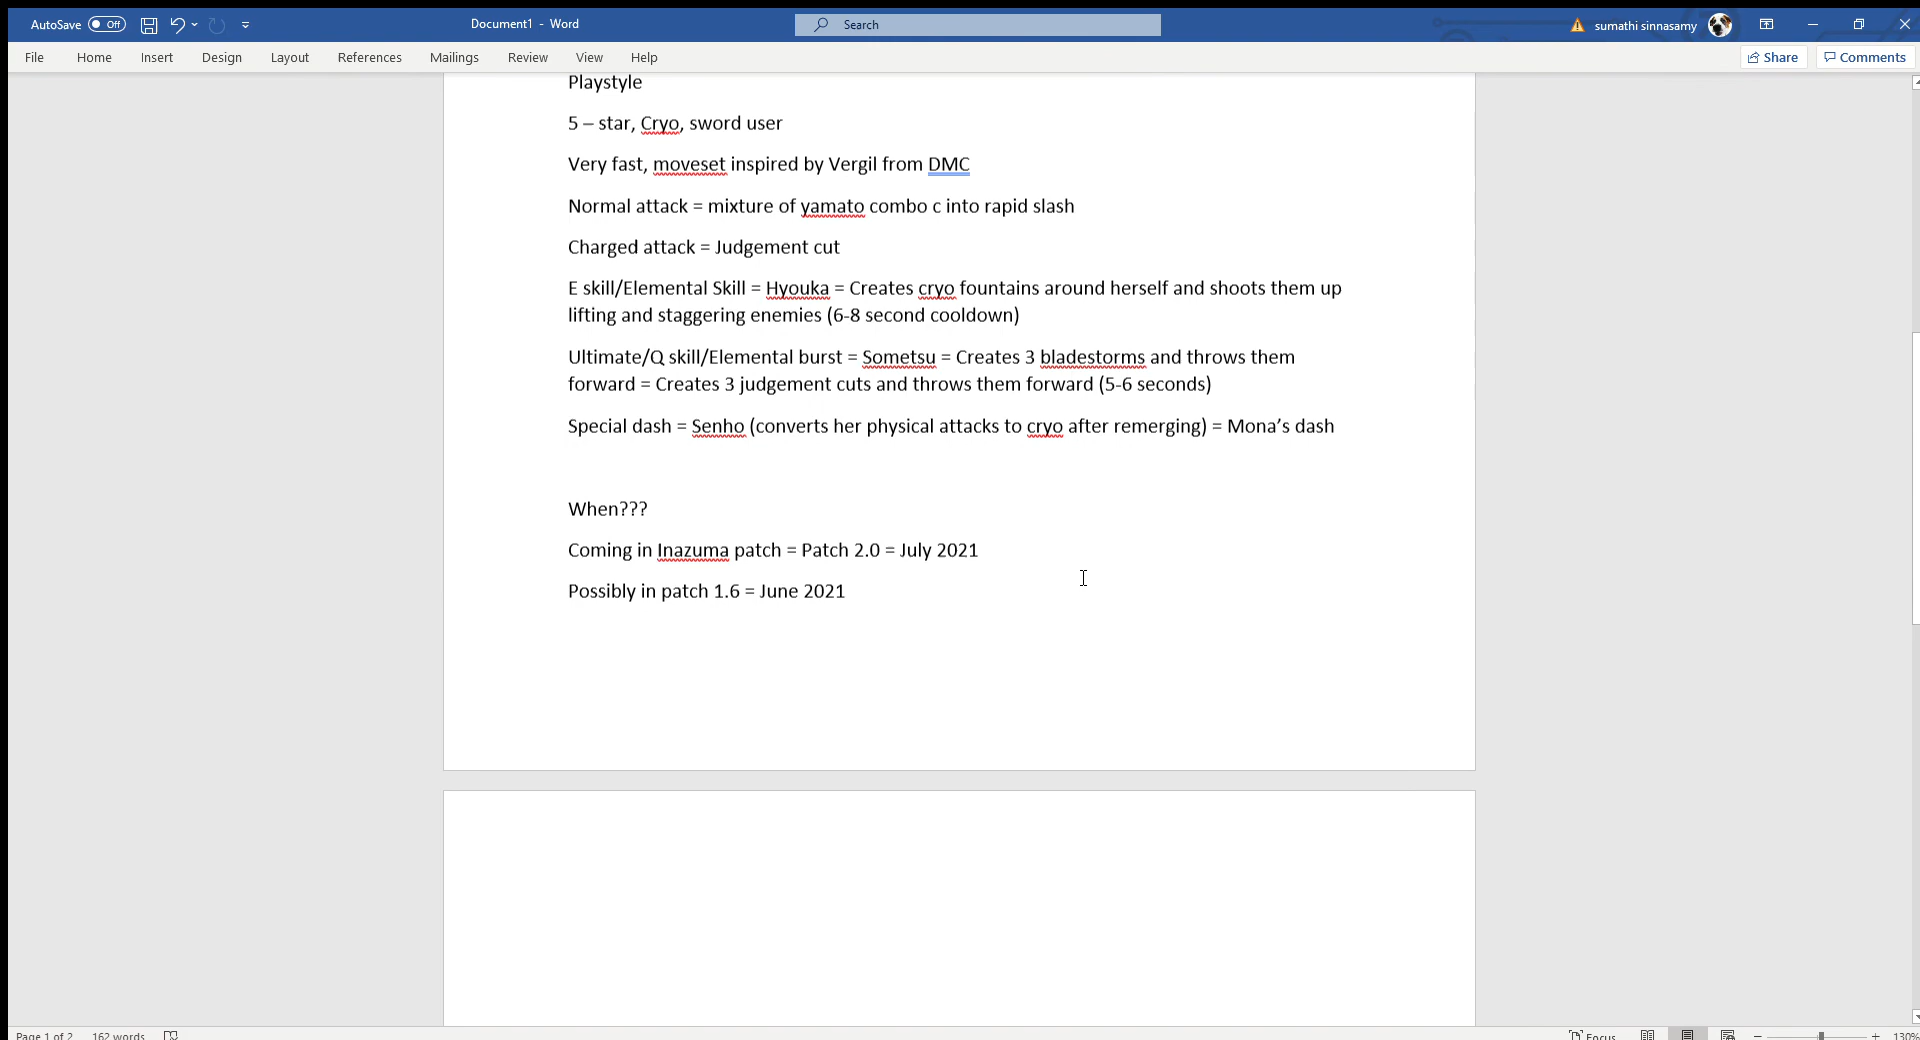 AutoSave Off Document1 - Word Search sumathi sinnasamy
File Home Insert Design Layout References Mailings Review View Help Share Comments
Playstyle
5 – star, Cryo, sword user
Very fast, moveset inspired by Vergil from DMC
Normal attack = mixture of yamato combo c into rapid slash
Charged attack = Judgement cut
E skill/Elemental Skill = Hyouka = Creates cryo fountains around herself and shoots them up
lifting and staggering enemies (6-8 second cooldown)
Ultimate/Q skill/Elemental burst = Sometsu = Creates 3 bladestorms and throws them
forward = Creates 3 judgement cuts and throws them forward (5-6 seconds)
Special dash = Senho (converts her physical attacks to cryo after remerging) = Mona’s dash
When???
Coming in Inazuma patch = Patch 2.0 = July 2021
Possibly in patch 1.6 = June 2021
Page 1 of 2 162 words Focus 130%